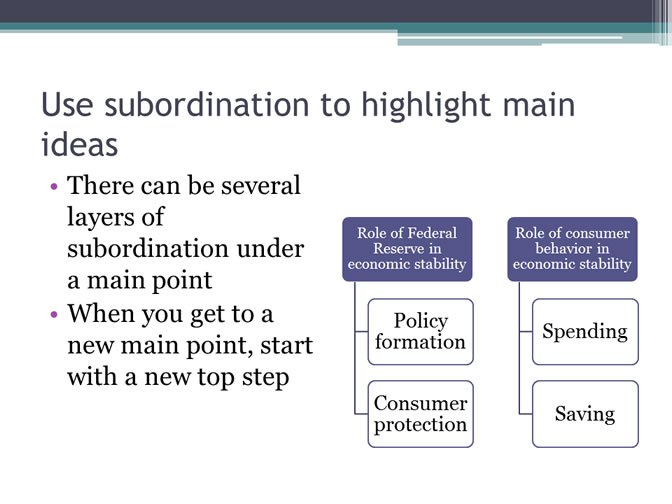 Use subordination to highlight main
ideas
• There can be several
layers of
subordination under
a main point
• When you get to a
new main point, start
with a new top step
Role of Federal
Reserve in
economic stability
Policy
formation
Consumer
protection
Role of consumer
behavior in
economic stability
Spending
Saving